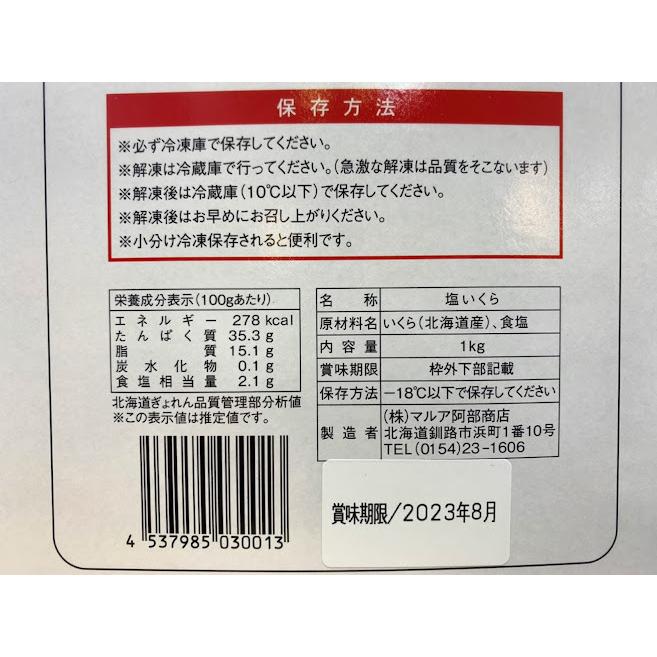 保存方法
※必ず冷凍庫で保存してください。
※解凍は冷蔵庫で行ってください。(急激な解凍は品質をそこないます)
※解凍後は冷蔵庫(10℃以下)で保存してください。
※解凍後はお早めにお召し上がりください。
※小分け冷凍保存されると便利です。
栄養成分表示(100gあたり)
エネルギー 278 kcal
たんぱく質 35.3 g
脂質 15.1 g
炭水化物 0.1 g
食塩相当量 2.1 g
北海道ぎょれん品質管理部分析値
※この表示値は推定値です。
名称 塩いくら
原材料名 いくら(北海道産)、食塩
内容量 1kg
賞味期限 枠外下部記載
保存方法 −18℃以下で保存してください
製造者 (株)マルア阿部商店
北海道釧路市浜町1番10号
TEL(0154)23-1606
賞味期限/2023年8月
4 537985 030013